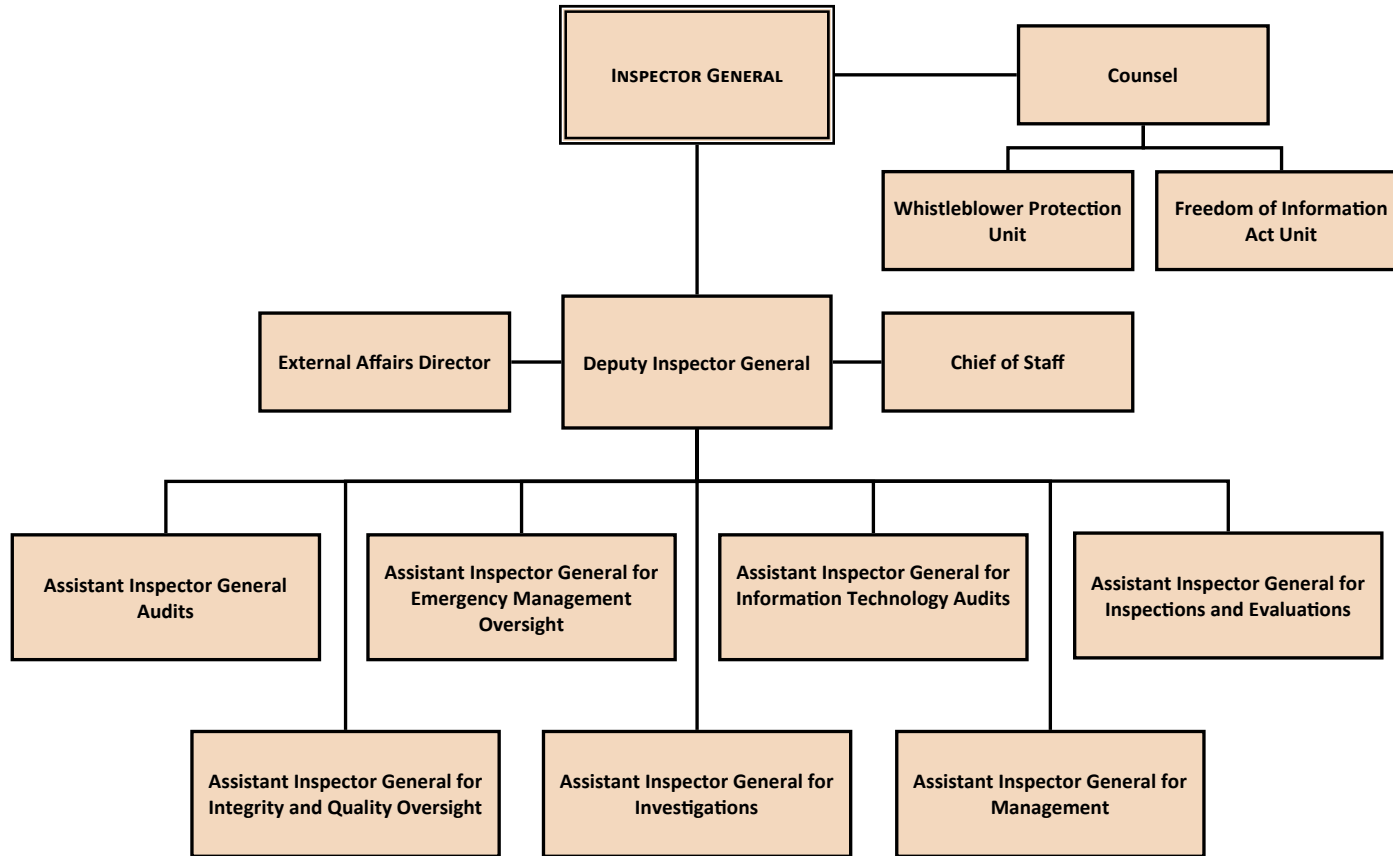 INSPECTOR GENERAL
Counsel
Whistleblower Protection
Unit
Freedom of Information
Act Unit
External Affairs Director
Deputy Inspector General
Chief of Staff
Assistant Inspector General
Audits
Assistant Inspector General for
Emergency Management
Oversight
Assistant Inspector General for
Information Technology Audits
Assistant Inspector General for
Inspections and Evaluations
Assistant Inspector General for
Integrity and Quality Oversight
Assistant Inspector General for
Investigations
Assistant Inspector General for
Management